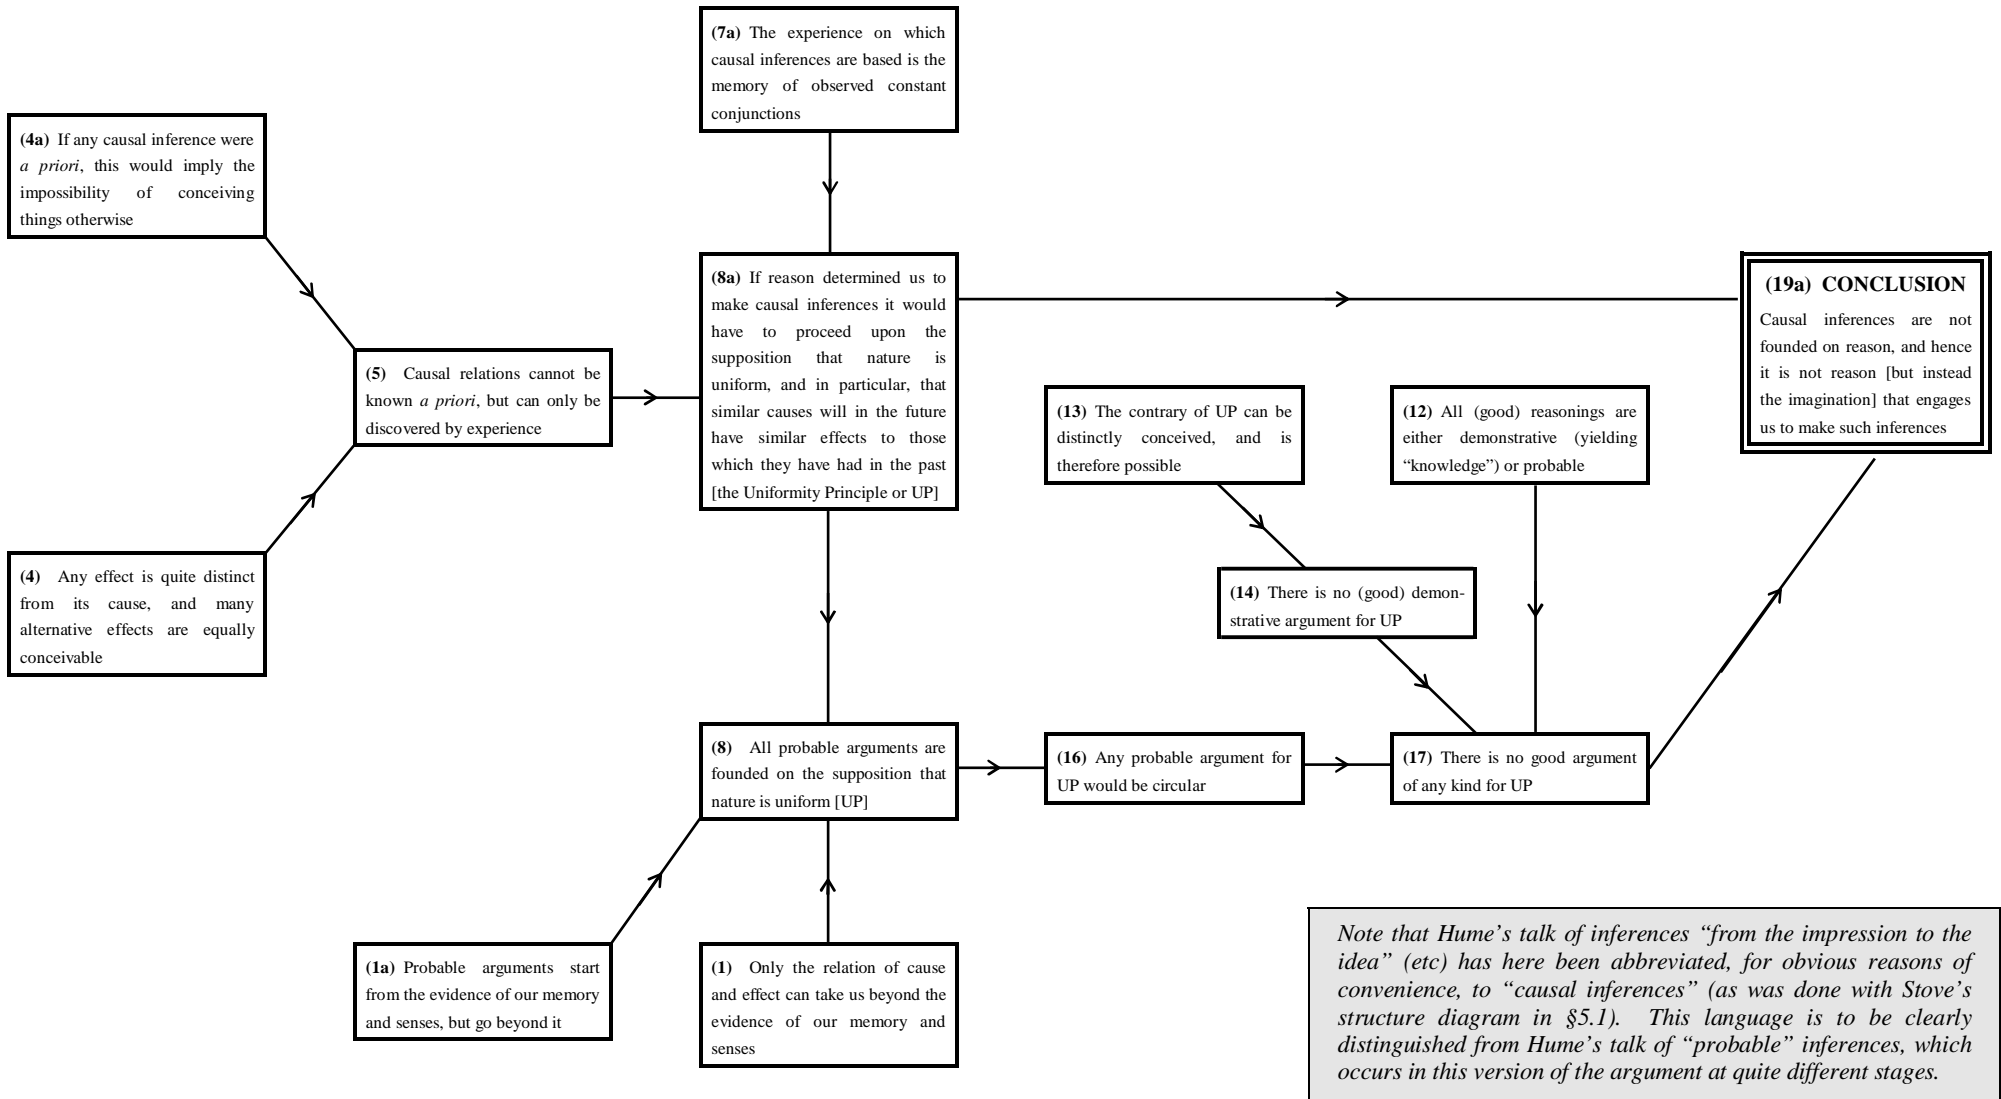 (7a) The experience on which
causal inferences are based is the
memory of observed constant
conjunctions
(4a) If any causal inference were
a priori, this would imply the
impossibility of conceiving
things otherwise
(8a) If reason determined us to
make causal inferences it would
have to proceed upon the
supposition that nature is
uniform, and in particular, that
similar causes will in the future
have similar effects to those
which they have had in the past
[the Uniformity Principle or UP]
(19a) CONCLUSION
Causal inferences are not
founded on reason, and hence
it is not reason [but instead
the imagination] that engages
us to make such inferences
(5) Causal relations cannot be
known a priori, but can only be
discovered by experience
(13) The contrary of UP can be
distinctly conceived, and is
therefore possible
(12) All (good) reasonings are
either demonstrative (yielding
“knowledge”) or probable
(4) Any effect is quite distinct
from its cause, and many
alternative effects are equally
conceivable
(14) There is no (good) demon-
strative argument for UP
(8) All probable arguments are
founded on the supposition that
nature is uniform [UP]
(16) Any probable argument for
UP would be circular
(17) There is no good argument
of any kind for UP
(1a) Probable arguments start
from the evidence of our memory
and senses, but go beyond it
(1) Only the relation of cause
and effect can take us beyond the
evidence of our memory and
senses
Note that Hume’s talk of inferences “from the impression to the
idea” (etc) has here been abbreviated, for obvious reasons of
convenience, to “causal inferences” (as was done with Stove’s
structure diagram in §5.1). This language is to be clearly
distinguished from Hume’s talk of “probable” inferences, which
occurs in this version of the argument at quite different stages.